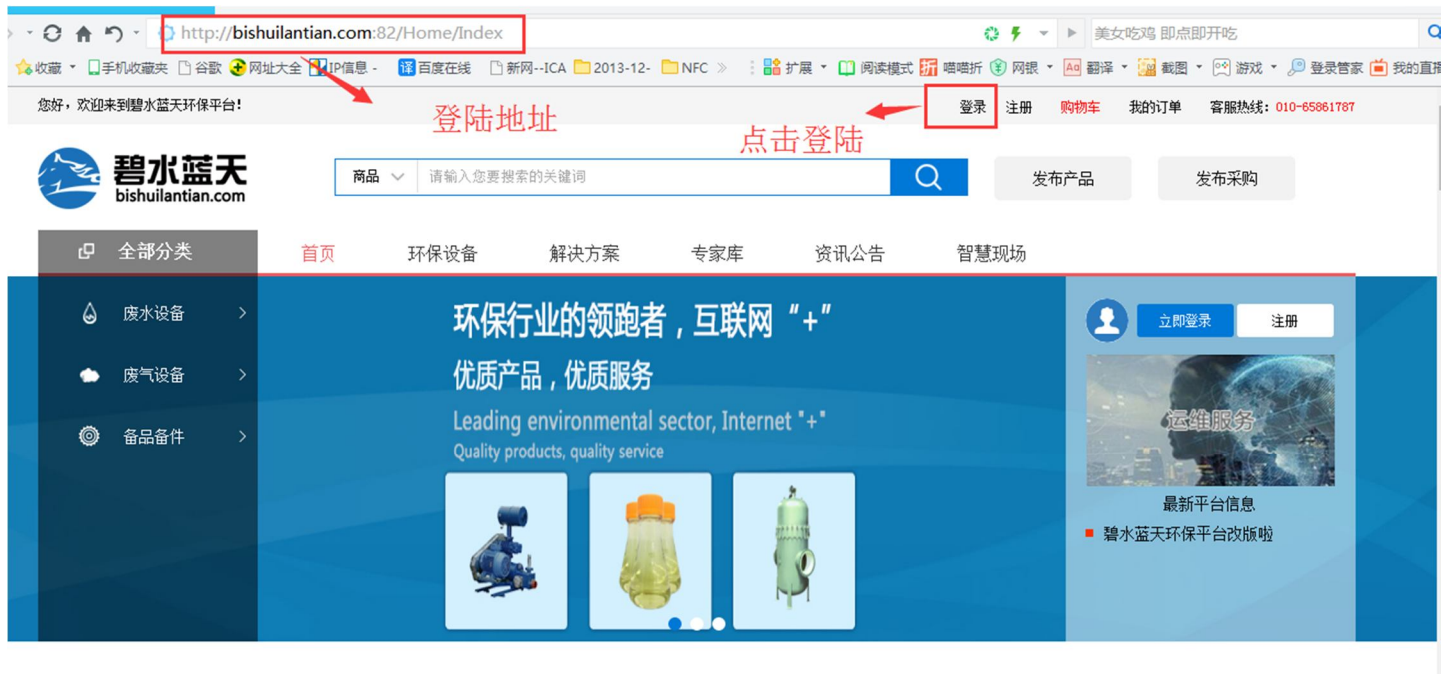 http://bishuilantian.com:82/Home/Index
美女吃鸡 即点即开吃
收藏 手机收藏夹 谷歌 网址大全 IP信息 - 译 百度在线 新网--ICA 2013-12- NFC » 扩展 阅读模式 折 喵喵折 网银 Aa 翻译 截图 游戏 登录管家 我的直播
您好，欢迎来到碧水蓝天环保平台!
登录 注册 购物车 我的订单 客服热线：010-65861787
登陆地址
点击登陆
碧水蓝天
bishuilantian.com
商品 请输入您要搜索的关键词
发布产品 发布采购
全部分类 首页 环保设备 解决方案 专家库 资讯公告 智慧现场
废水设备
废气设备
备品备件
环保行业的领跑者，互联网“+”
优质产品，优质服务
Leading environmental sector, Internet "+"
Quality products, quality service
立即登录 注册
运维服务
最新平台信息
碧水蓝天环保平台改版啦